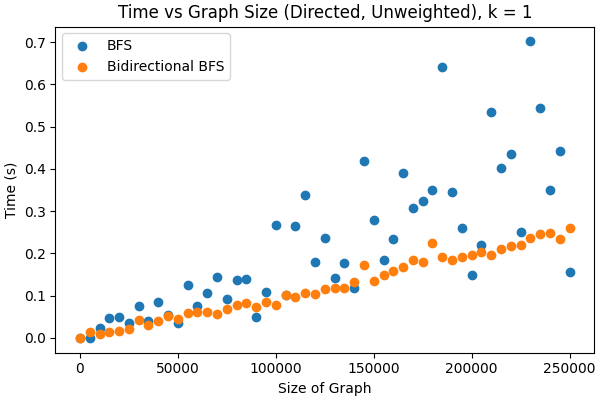 Time vs Graph Size (Directed, Unweighted), k = 1
BFS
Bidirectional BFS
Time (s)
0.7
0.6
0.5
0.4
0.3
0.2
0.1
0.0
0 50000 100000 150000 200000 250000
Size of Graph